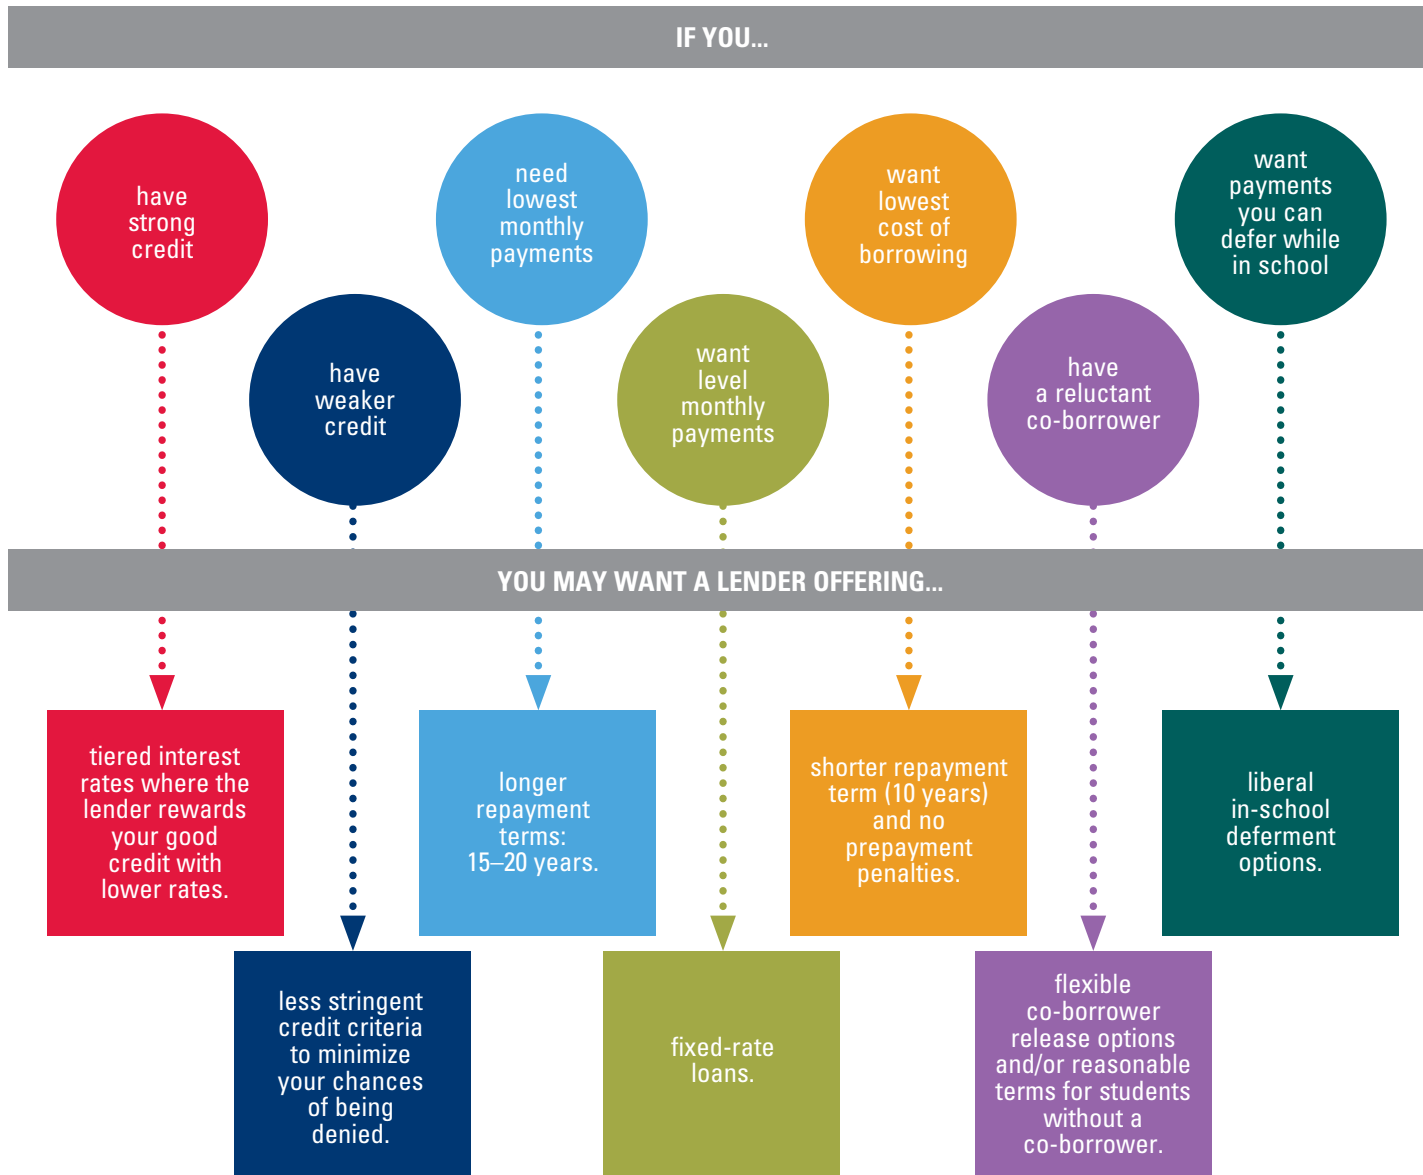 IF YOU...
have
strong
credit
have
weaker
credit
need
lowest
monthly
payments
want
level
monthly
payments
want
lowest
cost of
borrowing
have
a reluctant
co-borrower
want
payments
you can
defer while
in school
YOU MAY WANT A LENDER OFFERING...
tiered interest
rates where the
lender rewards
your good
credit with
lower rates.
less stringent
credit criteria
to minimize
your chances
of being
denied.
longer
repayment
terms:
15–20 years.
fixed-rate
loans.
shorter repayment
term (10 years)
and no
prepayment
penalties.
flexible
co-borrower
release options
and/or reasonable
terms for students
without a
co-borrower.
liberal
in-school
deferment
options.